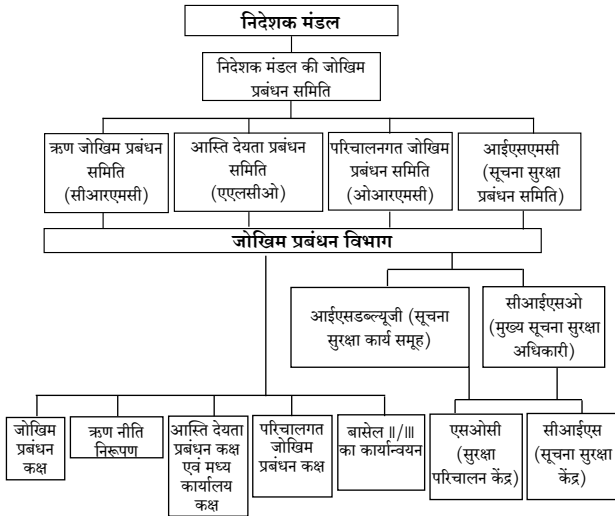 निदेशक मंडल
निदेशक मंडल की जोखिम
प्रबंधन समिति
ऋण जोखिम प्रबंधन
समिति
(सीआरएमसी)
आस्ति देयता प्रबंधन
समिति
(एएलसीओ)
परिचालनगत जोखिम
प्रबंधन समिति
(ओआरएमसी)
आईएसएमसी
(सूचना सुरक्षा
प्रबंधन समिति)
जोखिम प्रबंधन विभाग
आईएसडब्ल्यूजी (सूचना
सुरक्षा कार्य समूह)
सीआईएसओ
(मुख्य सूचना सुरक्षा
अधिकारी)
जोखिम
प्रबंधन
कक्ष
ऋण नीति
निरूपण
आस्ति देयता
प्रबंधन कक्ष
एवं मध्य
कार्यालय
कक्ष
परिचालगत
जोखिम
प्रबंधन कक्ष
बासेल II/III
का कार्यान्वयन
एसओसी
(सुरक्षा
परिचालन केंद्र)
सीआईएस
(सूचना सुरक्षा
केंद्र)